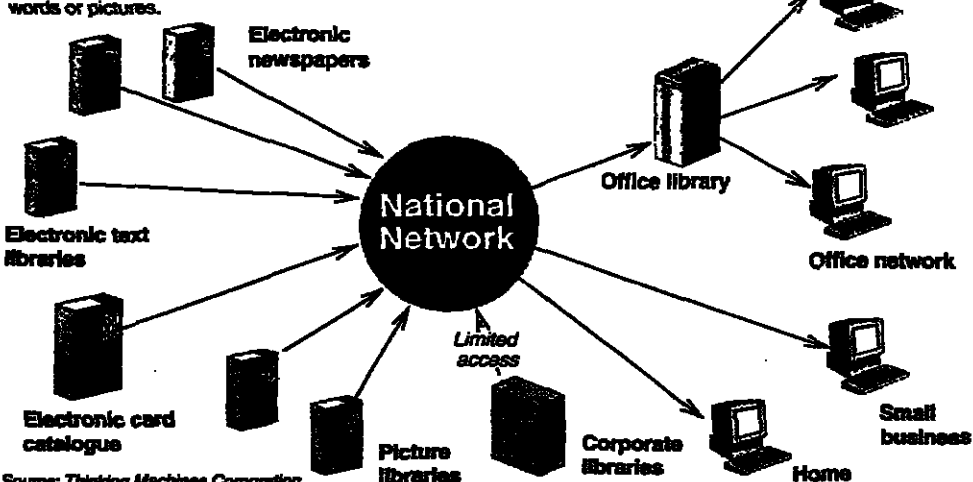 words or pictures.
Electronic
newspapers
Office library
National
Network
Electronic text
libraries
Office network
Limited
access
Electronic card
catalogue
Picture
libraries
Corporate
libraries
Small
business
Home
Source: Thinking Machines Corporation